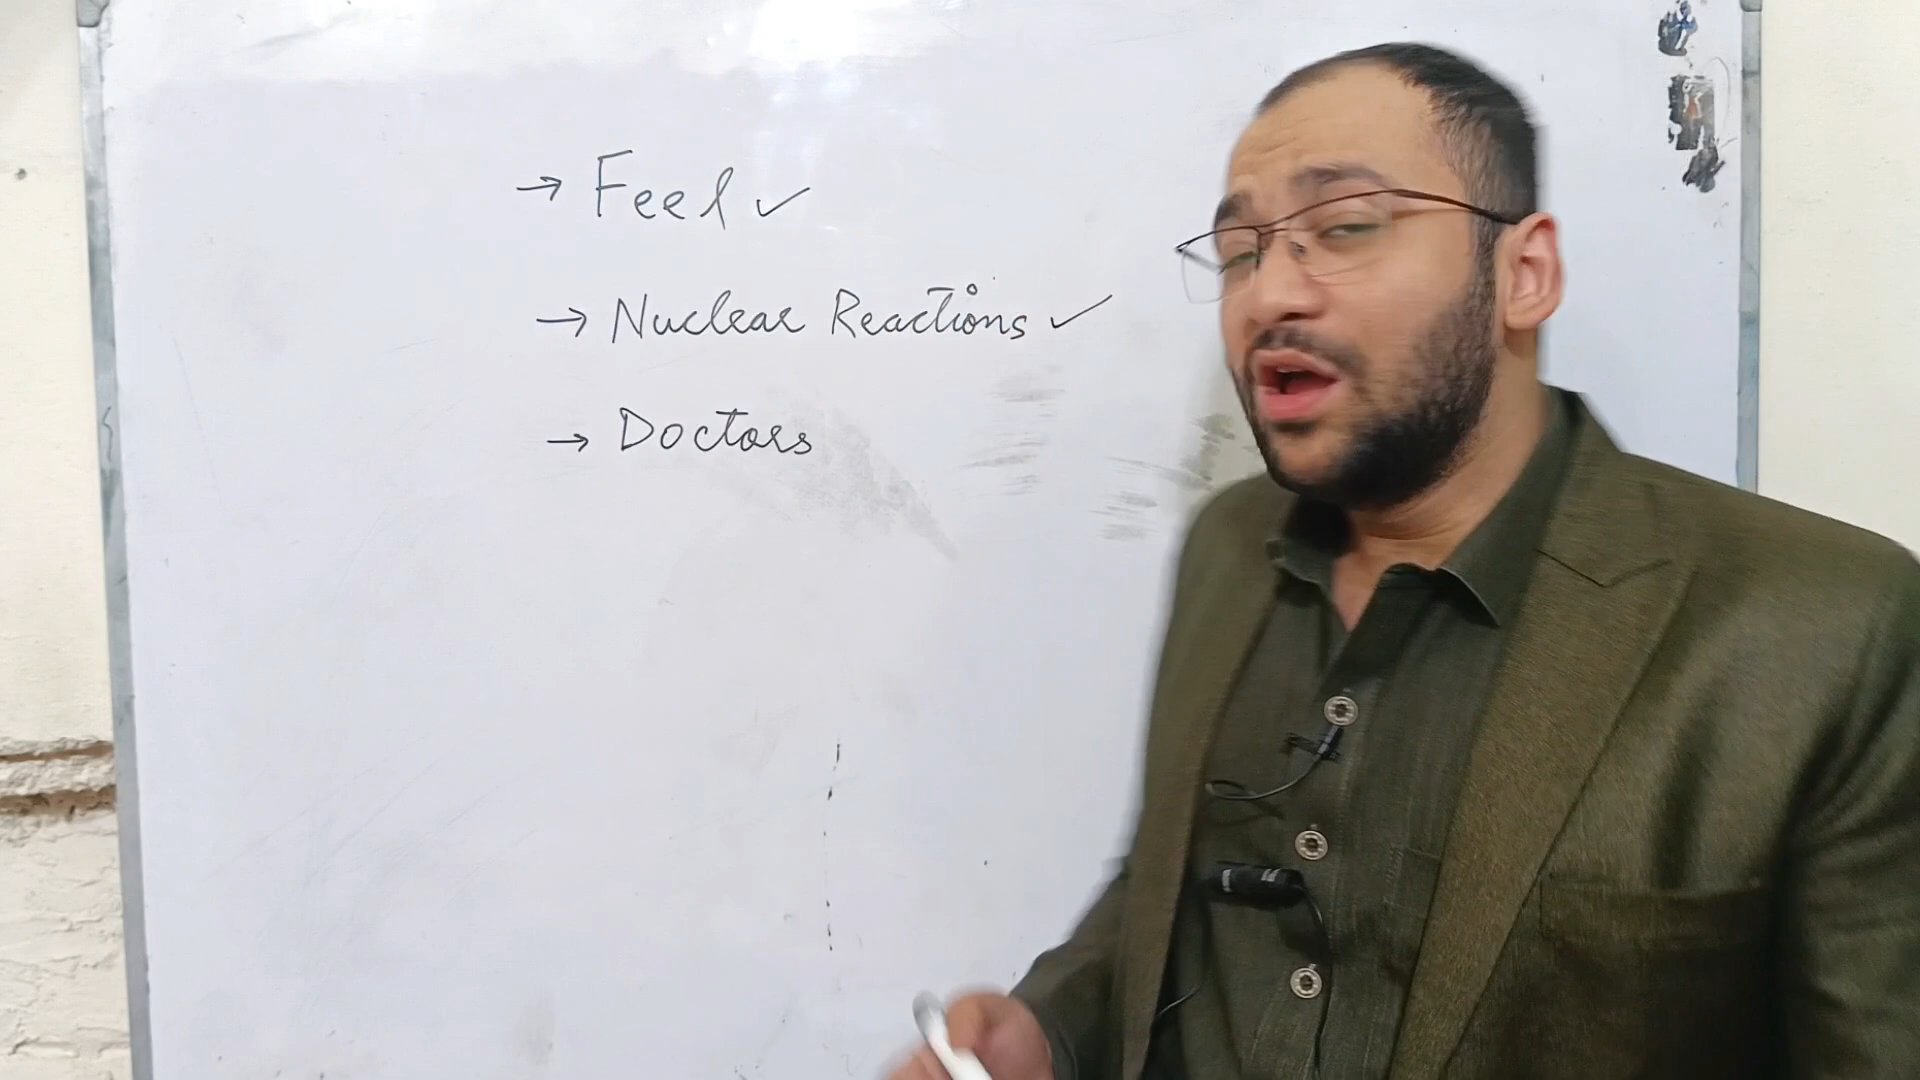 → Feel ✓
→ Nuclear Reactions ✓
→ Doctors